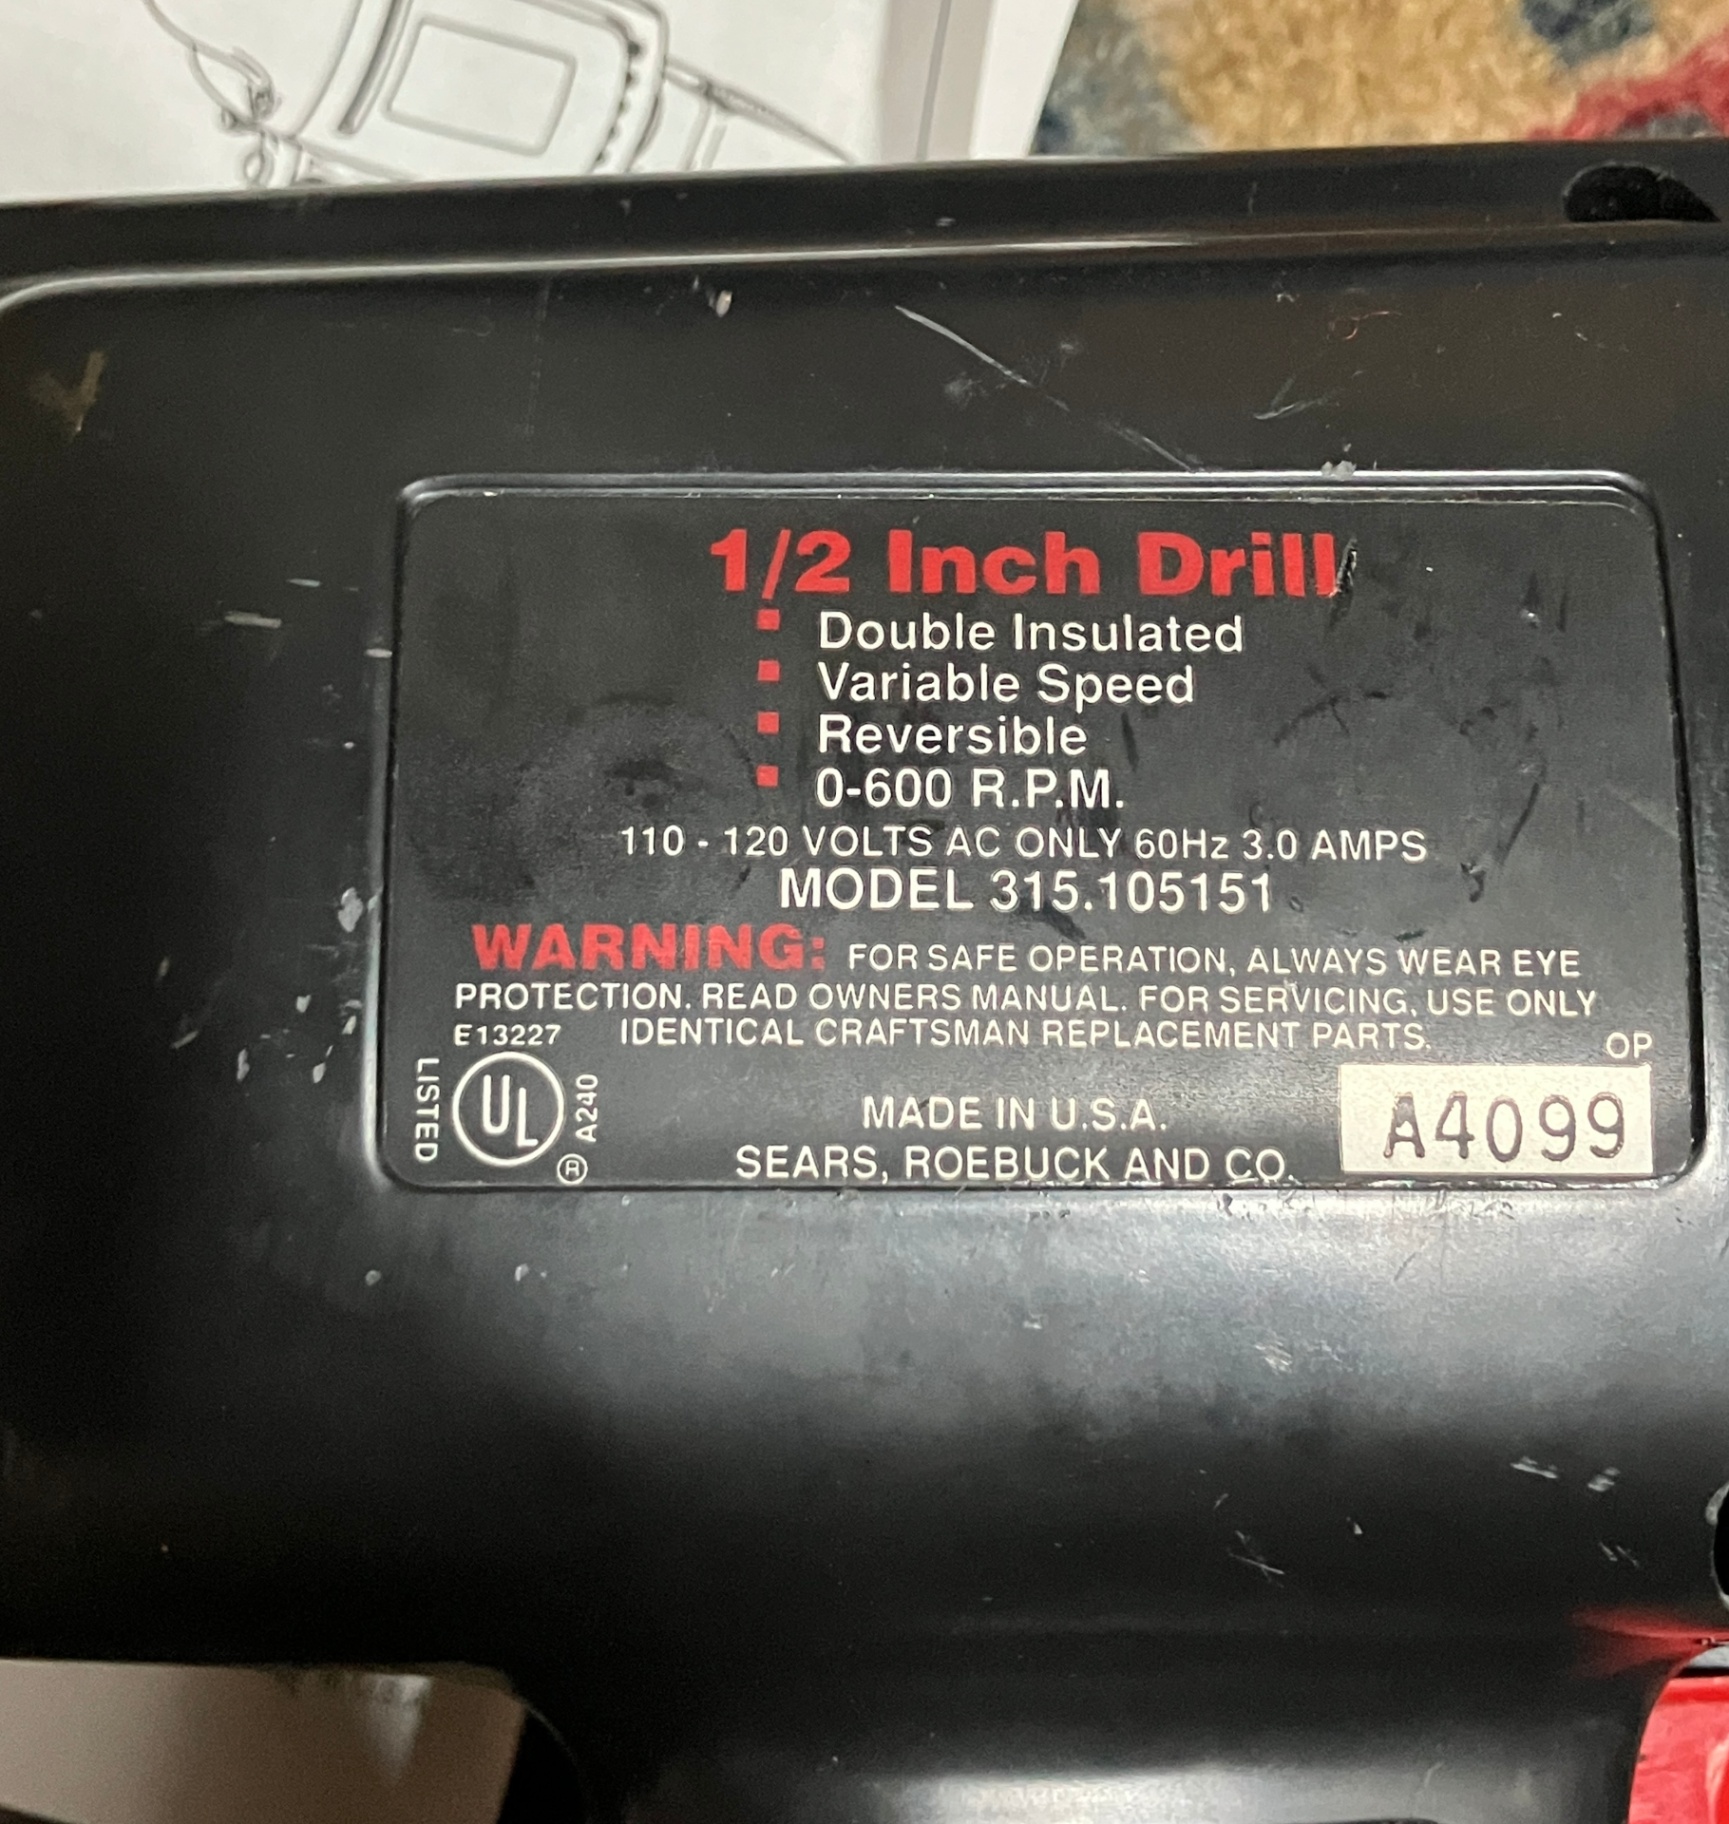 1/2 Inch Drill
Double Insulated
Variable Speed
Reversible
0-600 R.P.M.
110 - 120 VOLTS AC ONLY 60Hz 3.0 AMPS
MODEL 315.105151
WARNING: FOR SAFE OPERATION, ALWAYS WEAR EYE
PROTECTION. READ OWNERS MANUAL. FOR SERVICING, USE ONLY
E13227 IDENTICAL CRAFTSMAN REPLACEMENT PARTS.
OP
LISTED
UL
A240
®
MADE IN U.S.A.
A4099
SEARS, ROEBUCK AND CO.